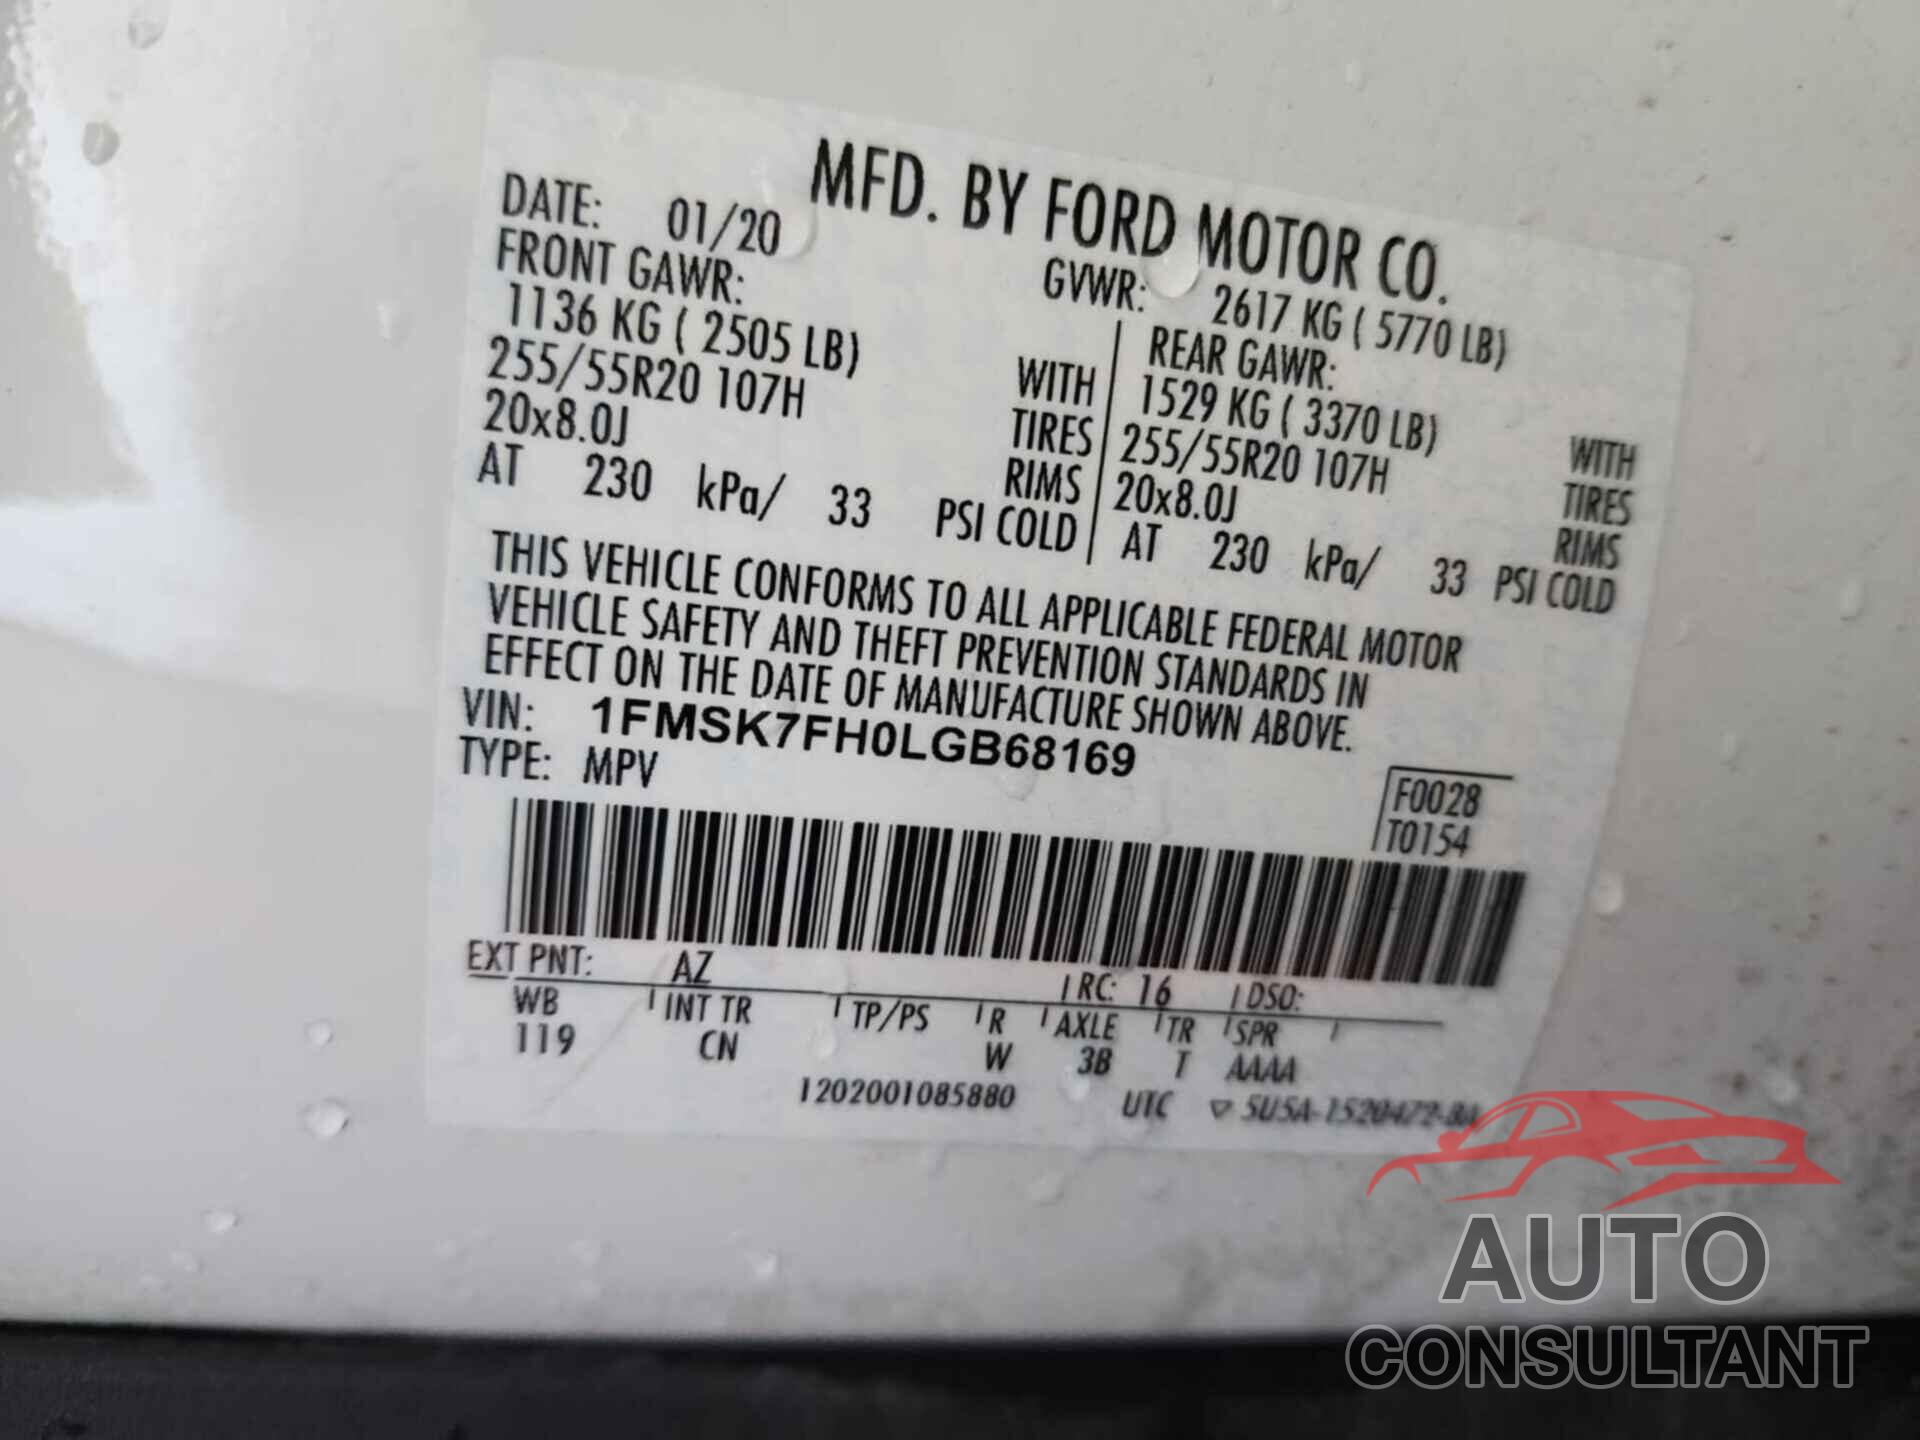 MFD. BY FORD MOTOR CO.
DATE: 01/20 GVWR: 2617 KG ( 5770 LB)
FRONT GAWR: REAR GAWR:
1136 KG ( 2505 LB) WITH 1529 KG ( 3370 LB) WITH
255/55R20 107H TIRES 255/55R20 107H TIRES
20x8.0J RIMS 20x8.0J RIMS
AT 230 kPa/ 33 PSI COLD AT 230 kPa/ 33 PSI COLD
THIS VEHICLE CONFORMS TO ALL APPLICABLE FEDERAL MOTOR
VEHICLE SAFETY AND THEFT PREVENTION STANDARDS IN
EFFECT ON THE DATE OF MANUFACTURE SHOWN ABOVE.
VIN: 1FMSK7FH0LGB68169
TYPE: MPV
F0028
T0154
EXT PNT: AZ RC: 16 DSO:
WB INT TR TP/PS R AXLE TR SPR
119 CN W 3B T AAAA
1202001085880 UTC
AUTO
CONSULTANT